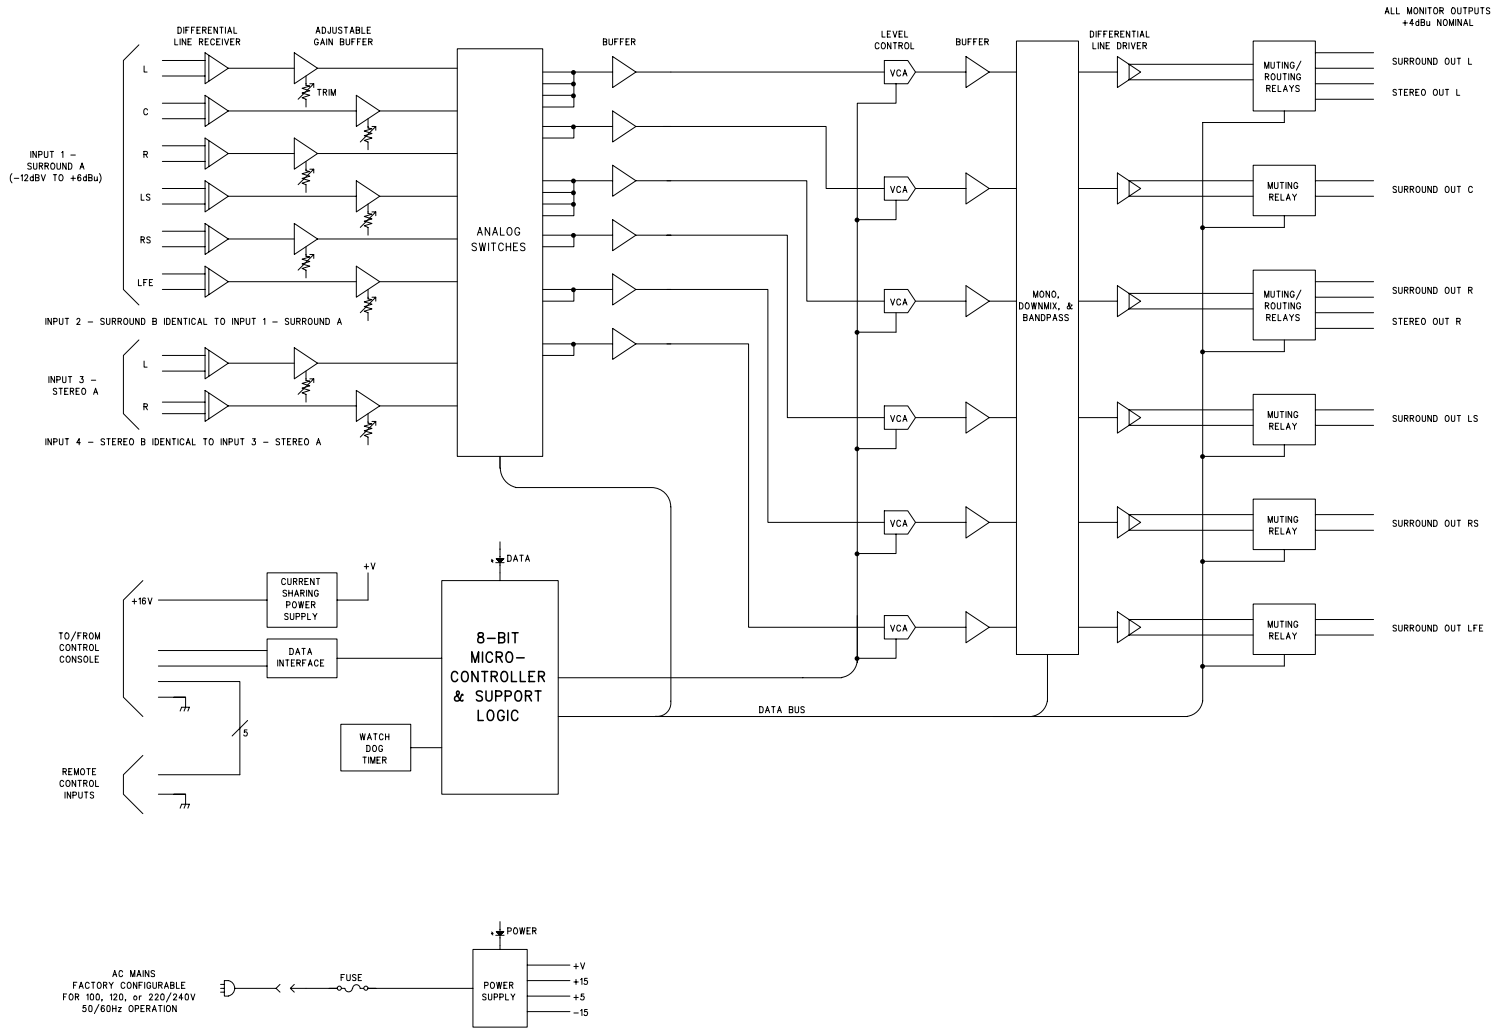 ALL MONITOR OUTPUTS
+4dBu NOMINAL
DIFFERENTIAL
LINE RECEIVER
ADJUSTABLE
GAIN BUFFER
BUFFER
LEVEL
CONTROL
BUFFER
DIFFERENTIAL
LINE DRIVER
L
TRIM
C
R
LS
RS
LFE
INPUT 1 –
SURROUND A
(–12dBV TO +6dBu)
INPUT 2 – SURROUND B IDENTICAL TO INPUT 1 – SURROUND A
INPUT 3 –
STEREO A
L
R
INPUT 4 – STEREO B IDENTICAL TO INPUT 3 – STEREO A
ANALOG
SWITCHES
VCA
VCA
VCA
VCA
VCA
VCA
MONO,
DOWNMIX, &
BANDPASS
MUTING/
ROUTING
RELAYS
SURROUND OUT L
STEREO OUT L
MUTING
RELAY
SURROUND OUT C
MUTING/
ROUTING
RELAYS
SURROUND OUT R
STEREO OUT R
MUTING
RELAY
SURROUND OUT LS
MUTING
RELAY
SURROUND OUT RS
MUTING
RELAY
SURROUND OUT LFE
TO/FROM
CONTROL
CONSOLE
+16V
CURRENT
SHARING
POWER
SUPPLY
+V
DATA
INTERFACE
DATA
8–BIT
MICRO–
CONTROLLER
& SUPPORT
LOGIC
DATA BUS
5
WATCH
DOG
TIMER
REMOTE
CONTROL
INPUTS
POWER
AC MAINS
FACTORY CONFIGURABLE
FOR 100, 120, or 220/240V
50/60Hz OPERATION
FUSE
POWER
SUPPLY
+V
+15
+5
–15